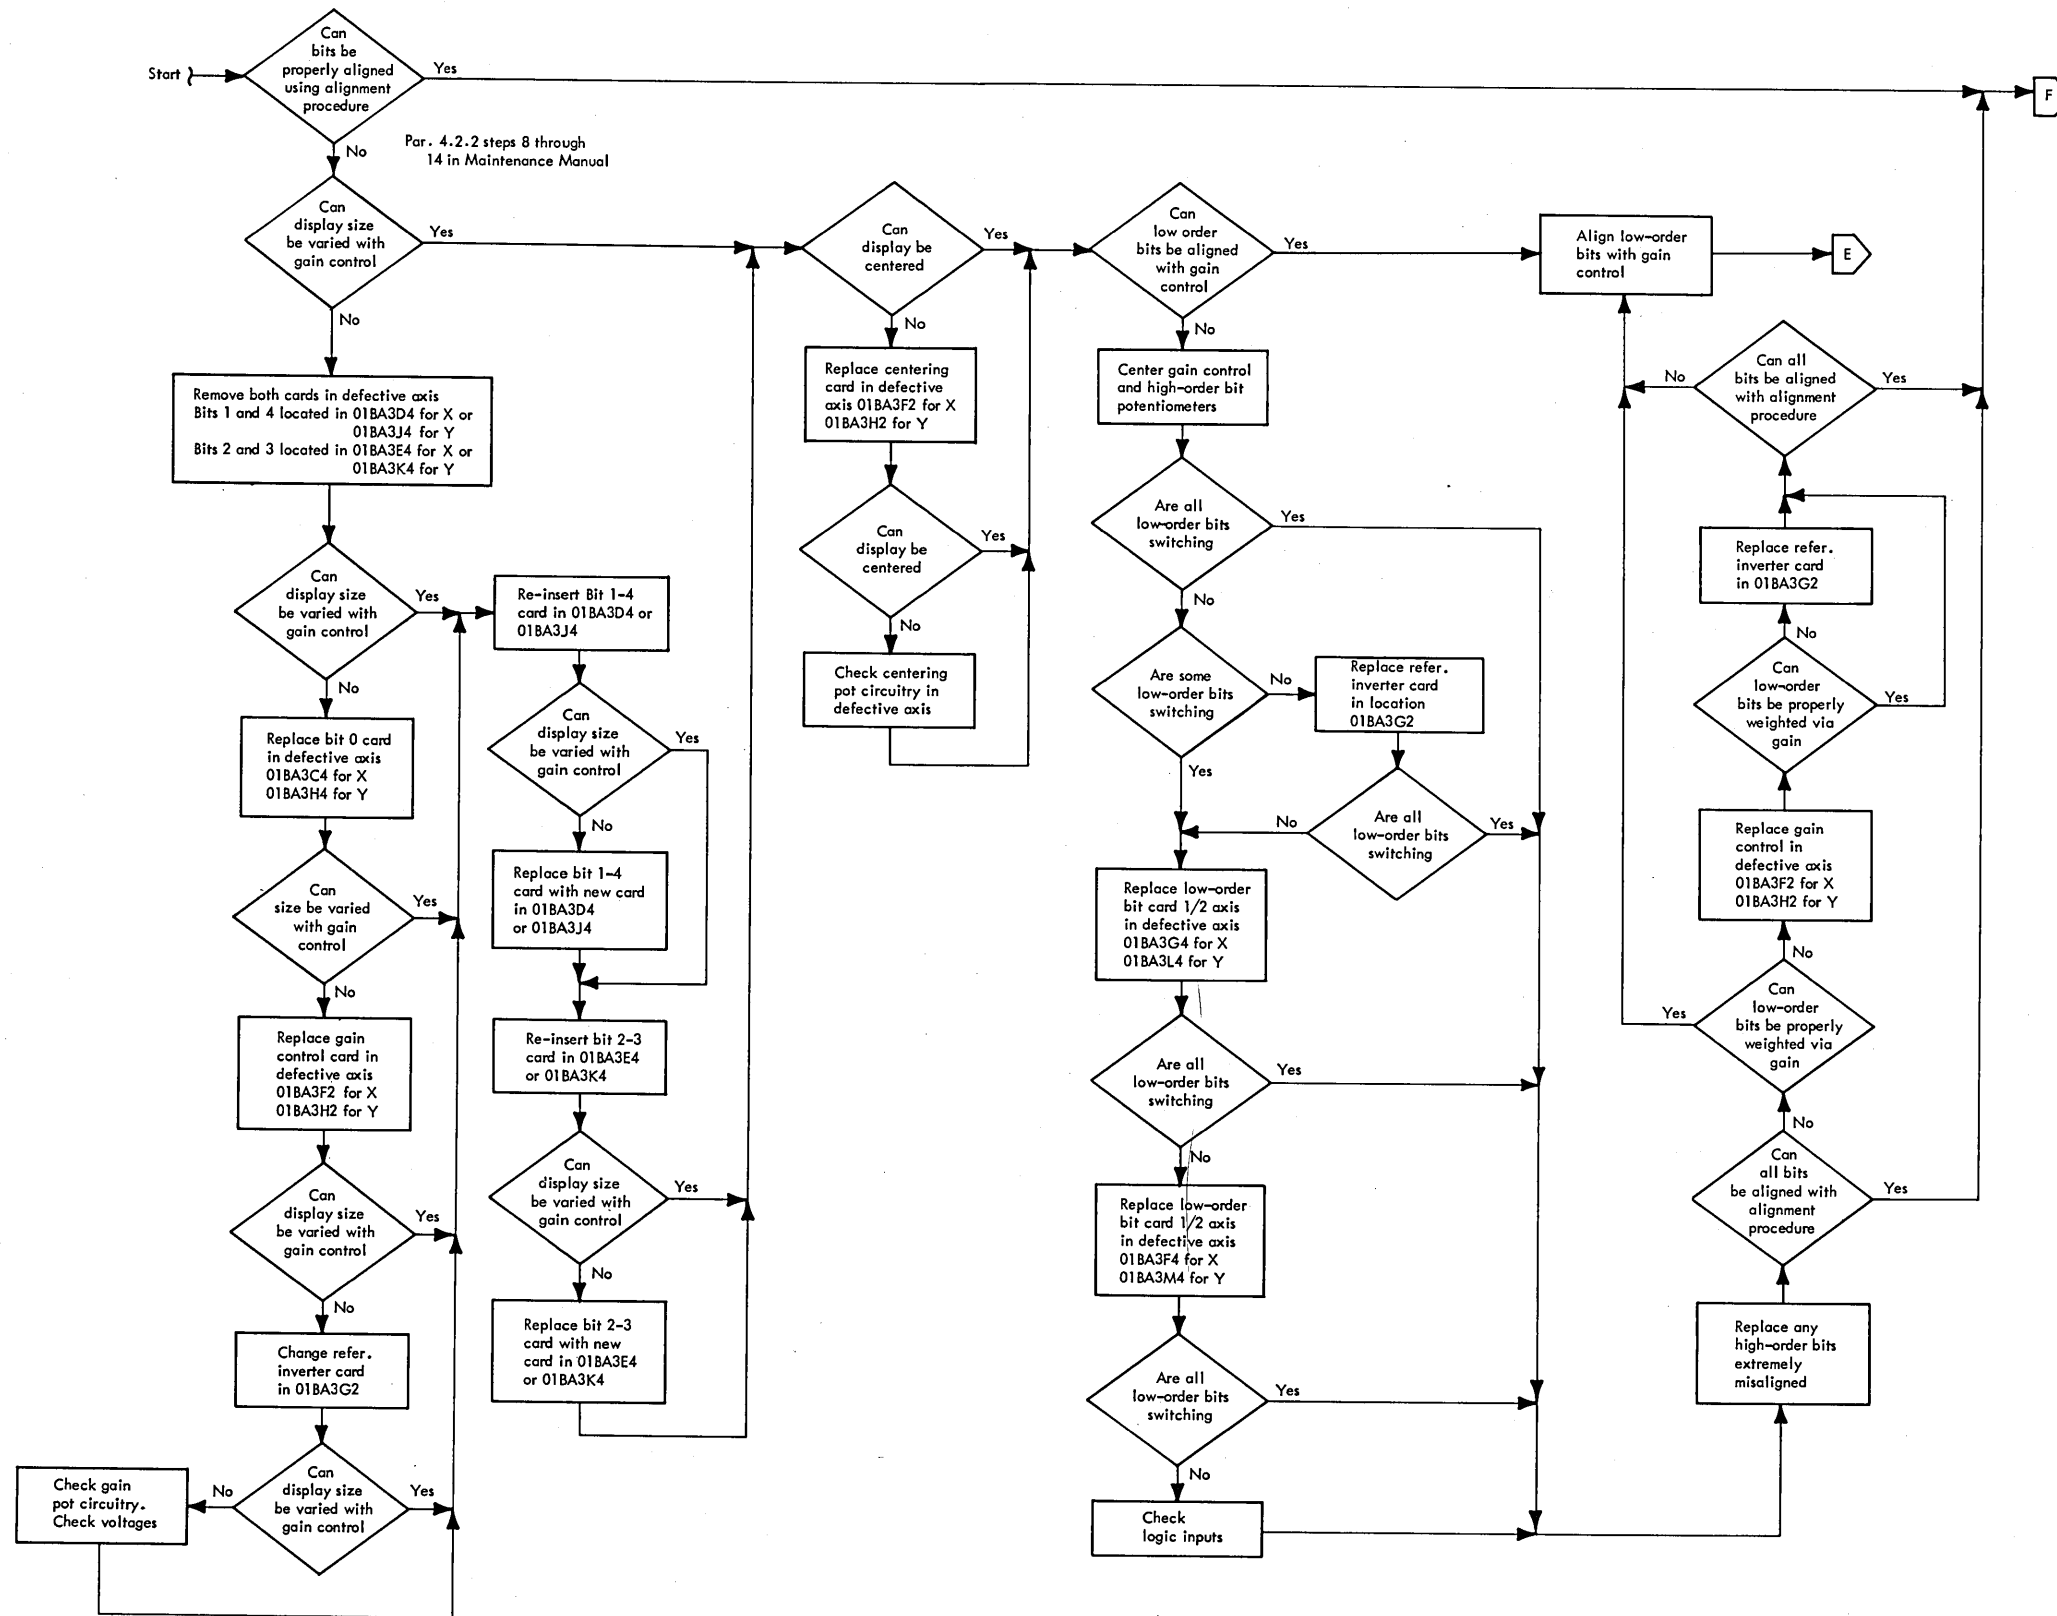 Start
Can
bits be
properly aligned
using alignment
procedure
Yes
F
No
Par. 4.2.2 steps 8 through
14 in Maintenance Manual
Can
display size
be varied with
gain control
Yes
No
Remove both cards in defective axis
Bits 1 and 4 located in 01BA3D4 for X or
01BA3J4 for Y
Bits 2 and 3 located in 01BA3E4 for X or
01BA3K4 for Y
Can
display size
be varied with
gain control
Yes
No
Replace bit 0 card
in defective axis
01BA3C4 for X
01BA3H4 for Y
Can
size be varied
with gain
control
Yes
No
Replace gain
control card in
defective axis
01BA3F2 for X
01BA3H2 for Y
Can
display size
be varied with
gain control
Yes
No
Change refer.
inverter card
in 01BA3G2
Can
display size
be varied with
gain control
Yes
No
Check gain
pot circuitry.
Check voltages
Re-insert Bit 1-4
card in 01BA3D4 or
01BA3J4
Can
display size
be varied with
gain control
Yes
No
Replace bit 1-4
card with new card
in 01BA3D4
or 01BA3J4
Re-insert bit 2-3
card in 01BA3E4
or 01BA3K4
Can
display size
be varied with
gain control
Yes
No
Replace bit 2-3
card with new
card in 01BA3E4
or 01BA3K4
Can
display be
centered
Yes
No
Replace centering
card in defective
axis 01BA3F2 for X
01BA3H2 for Y
Can
display be
centered
Yes
No
Check centering
pot circuitry in
defective axis
Can
low order
bits be aligned
with gain
control
Yes
No
Center gain control
and high-order bit
potentiometers
Are all
low-order bits
switching
Yes
No
Are some
low-order bits
switching
No
Yes
Replace refer.
inverter card
in location
01BA3G2
Are all
low-order bits
switching
No
Yes
Replace low-order
bit card 1/2 axis
in defective axis
01BA3G4 for X
01BA3L4 for Y
Are all
low-order bits
switching
Yes
No
Replace low-order
bit card 1/2 axis
in defective axis
01BA3F4 for X
01BA3M4 for Y
Are all
low-order bits
switching
Yes
No
Check
logic inputs
Align low-order
bits with gain
control
E
Can all
bits be aligned
with alignment
procedure
No
Yes
Replace refer.
inverter card
in 01BA3G2
No
Can
low-order
bits be properly
weighted via
gain
Yes
Replace gain
control in
defective axis
01BA3F2 for X
01BA3H2 for Y
No
Can
low-order
bits be properly
weighted via
gain
Yes
No
Can
all bits
be aligned with
alignment
procedure
Yes
Replace any
high-order bits
extremely
misaligned